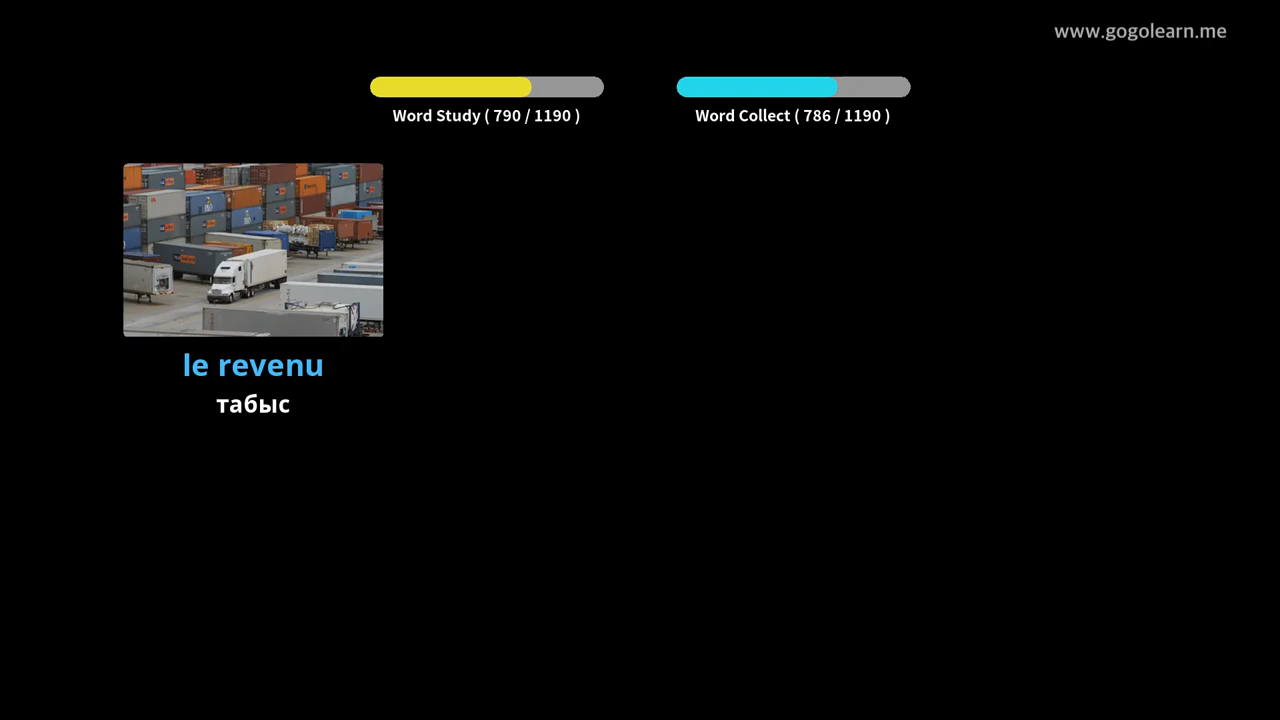 www.gogolearn.me
Word Study ( 790 / 1190 )
Word Collect ( 786 / 1190 )
le revenu
табыс